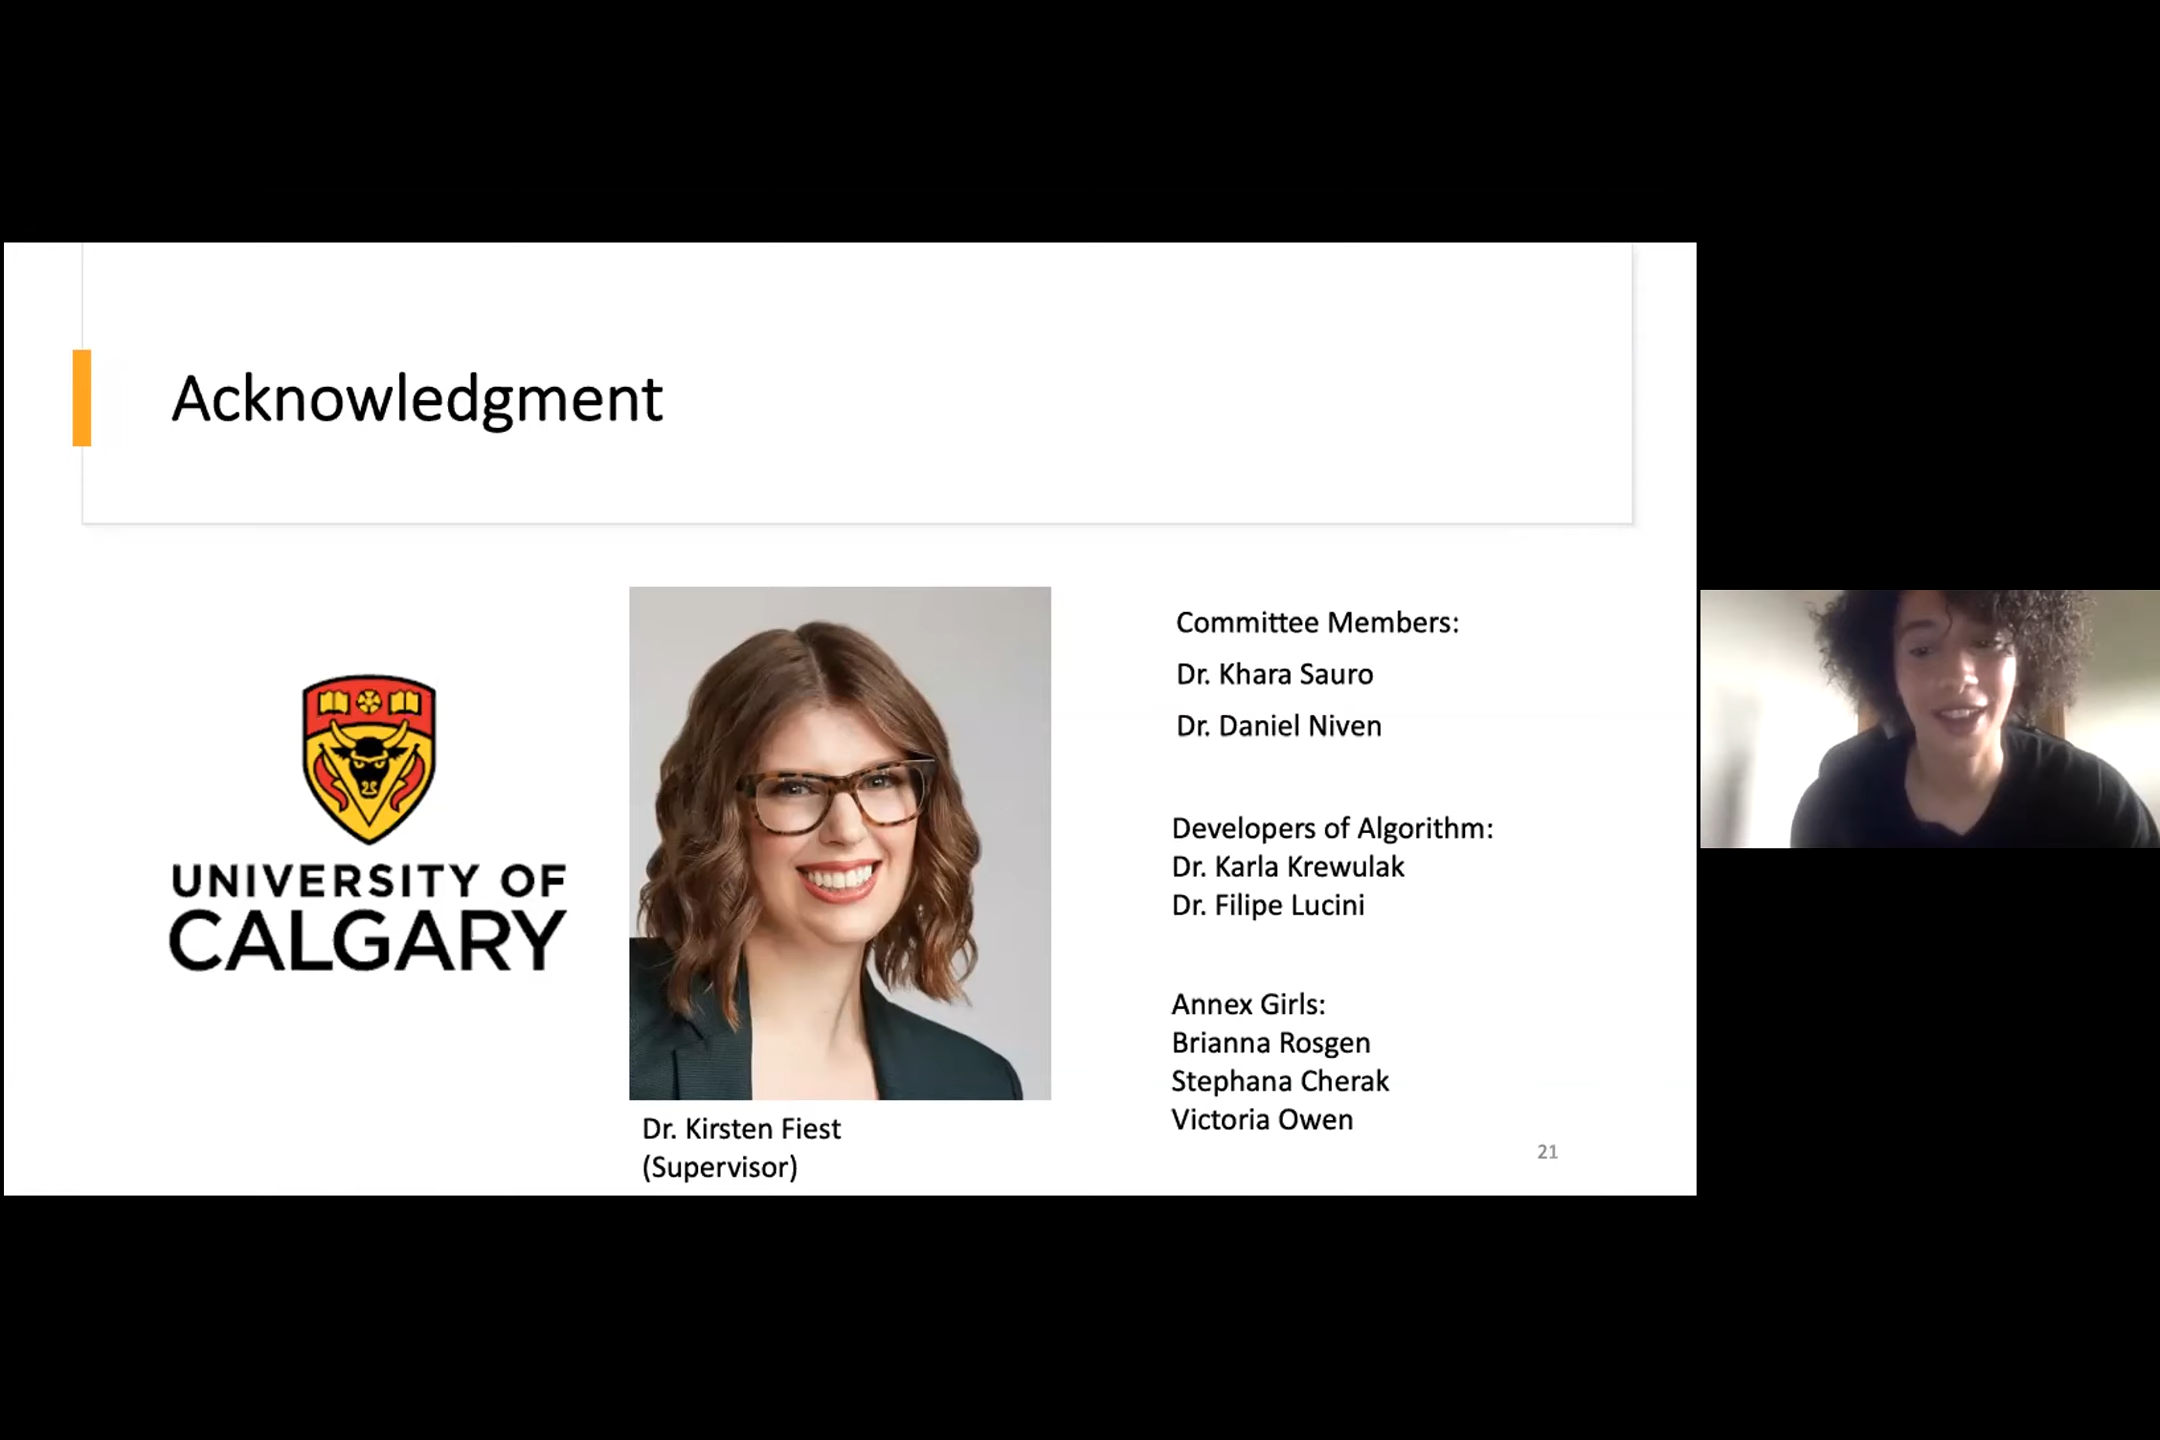 Acknowledgment
UNIVERSITY OF
CALGARY
Dr. Kirsten Fiest
(Supervisor)
Committee Members:
Dr. Khara Sauro
Dr. Daniel Niven
Developers of Algorithm:
Dr. Karla Krewulak
Dr. Filipe Lucini
Annex Girls:
Brianna Rosgen
Stephana Cherak
Victoria Owen
21